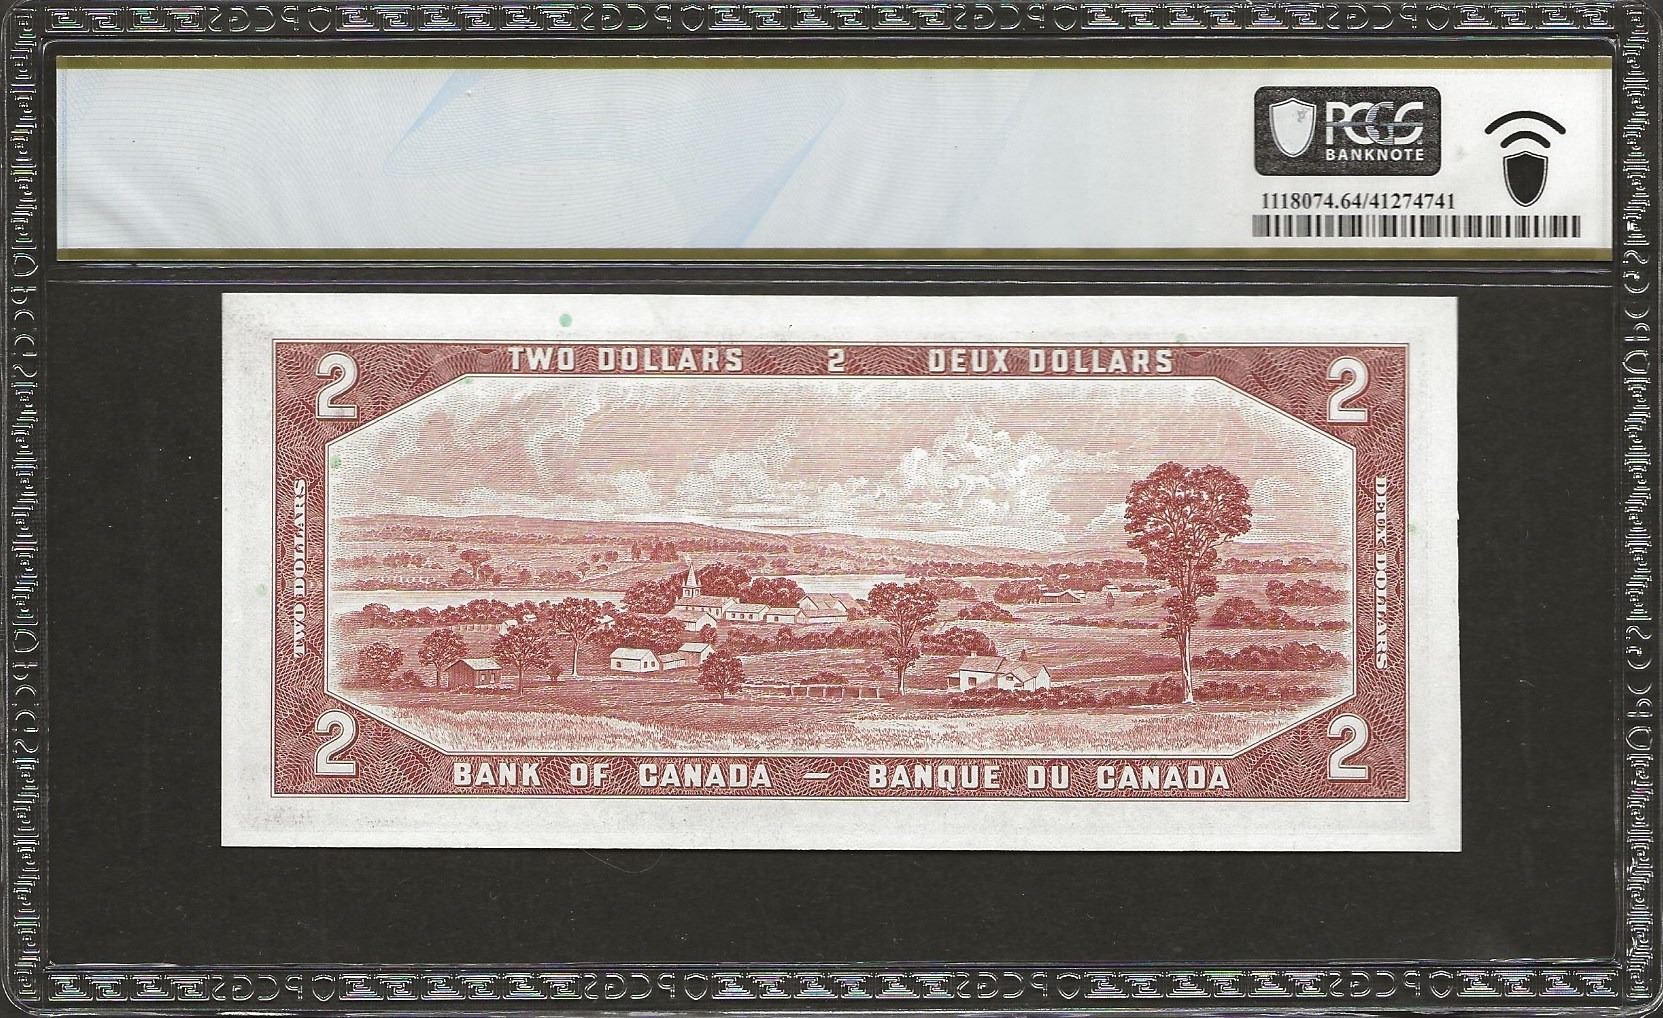 PCGS
BANKNOTE
1118074.64/41274741
2 TWO DOLLARS 2 DEUX DOLLARS 2
TWO DOLLARS
DEUX DOLLARS
2 BANK OF CANADA — BANQUE DU CANADA 2